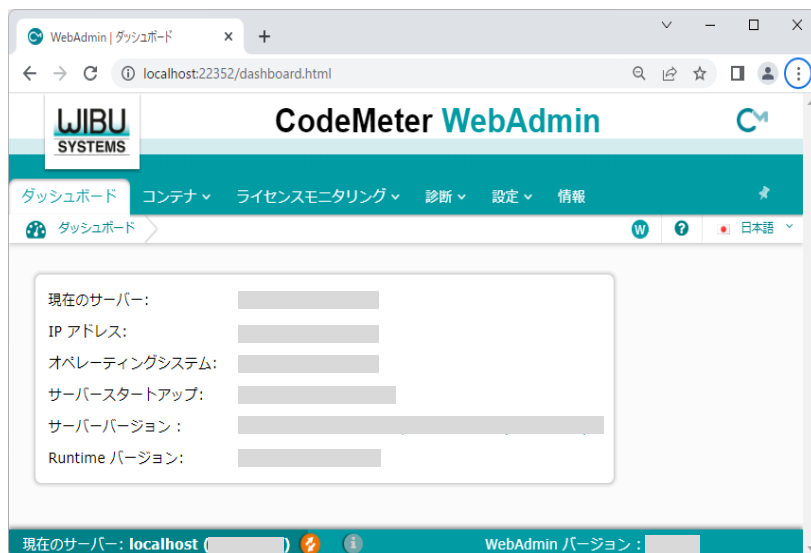 WebAdmin | ダッシュボード
localhost:22352/dashboard.html
WIBU
SYSTEMS
CodeMeter WebAdmin
CM
ダッシュボード コンテナ ライセンスモニタリング 診断 設定 情報
ダッシュボード W ? 日本語
現在のサーバー:
IP アドレス:
オペレーティングシステム:
サーバースタートアップ:
サーバーバージョン :
Runtime バージョン:
現在のサーバー: localhost ( ) i WebAdmin バージョン :